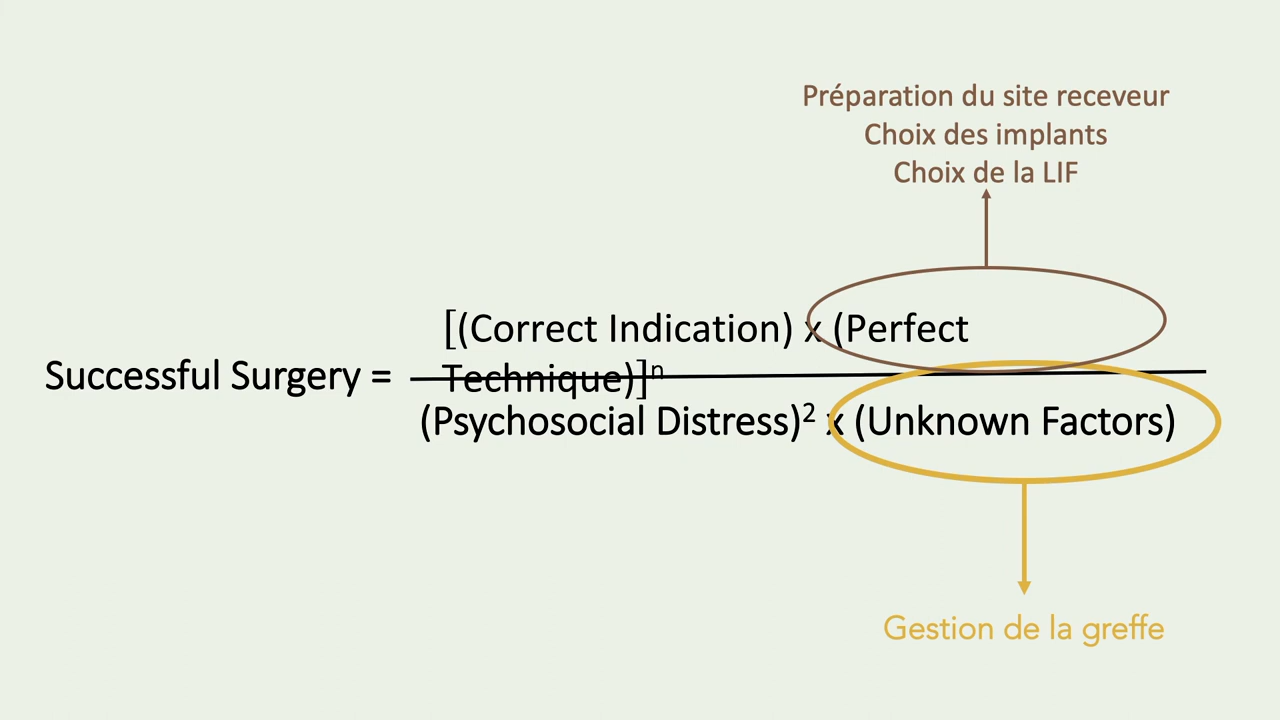 Préparation du site receveur
Choix des implants
Choix de la LIF
[(Correct Indication) x (Perfect
Technique)]ⁿ
Successful Surgery =
(Psychosocial Distress)² x (Unknown Factors)
Gestion de la greffe